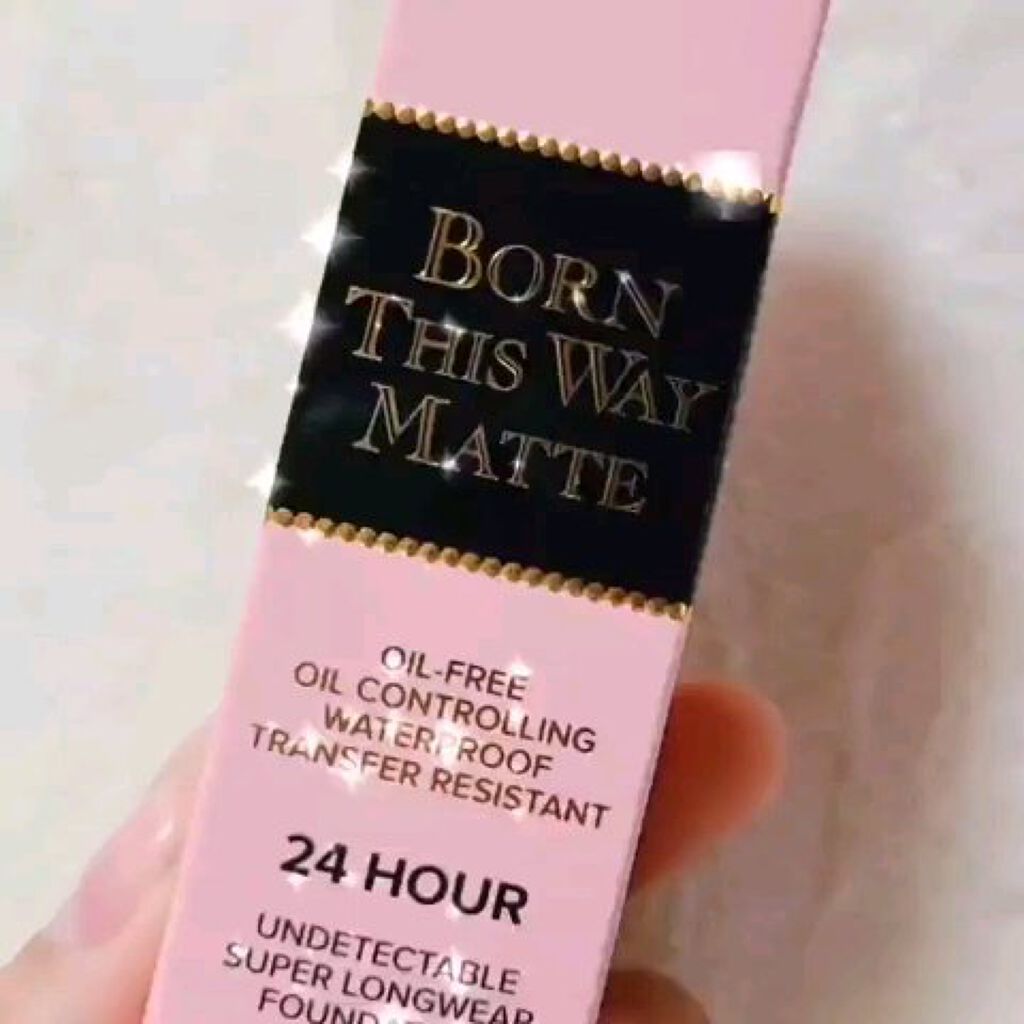 BORN
THIS WAY
MATTE
OIL-FREE
OIL CONTROLLING
WATERPROOF
TRANSFER RESISTANT
24 HOUR
UNDETECTABLE
SUPER LONGWEAR